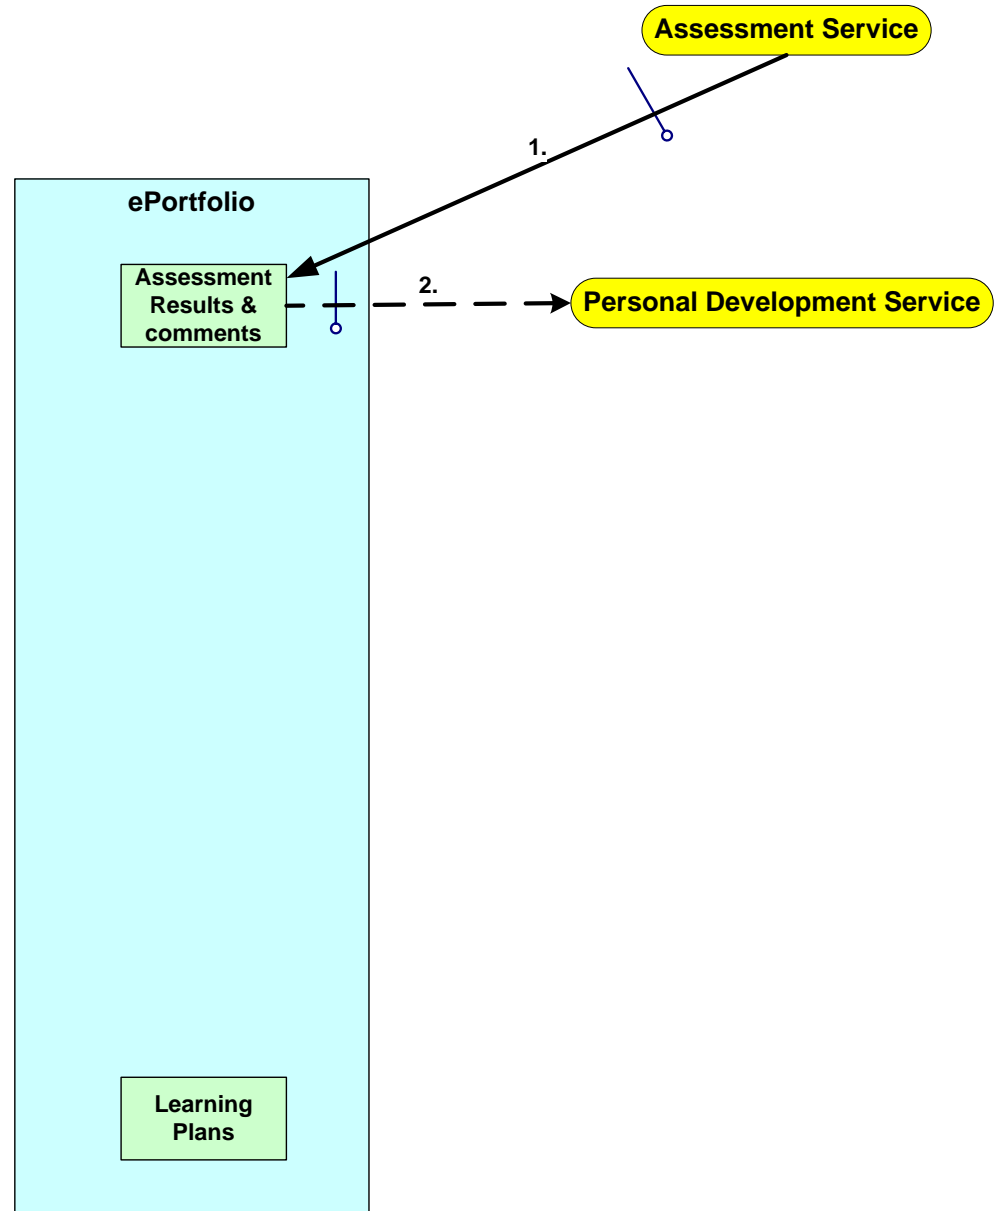 Assessment Service
1.
ePortfolio
Assessment
Results &
comments
2.
Personal Development Service
Learning
Plans